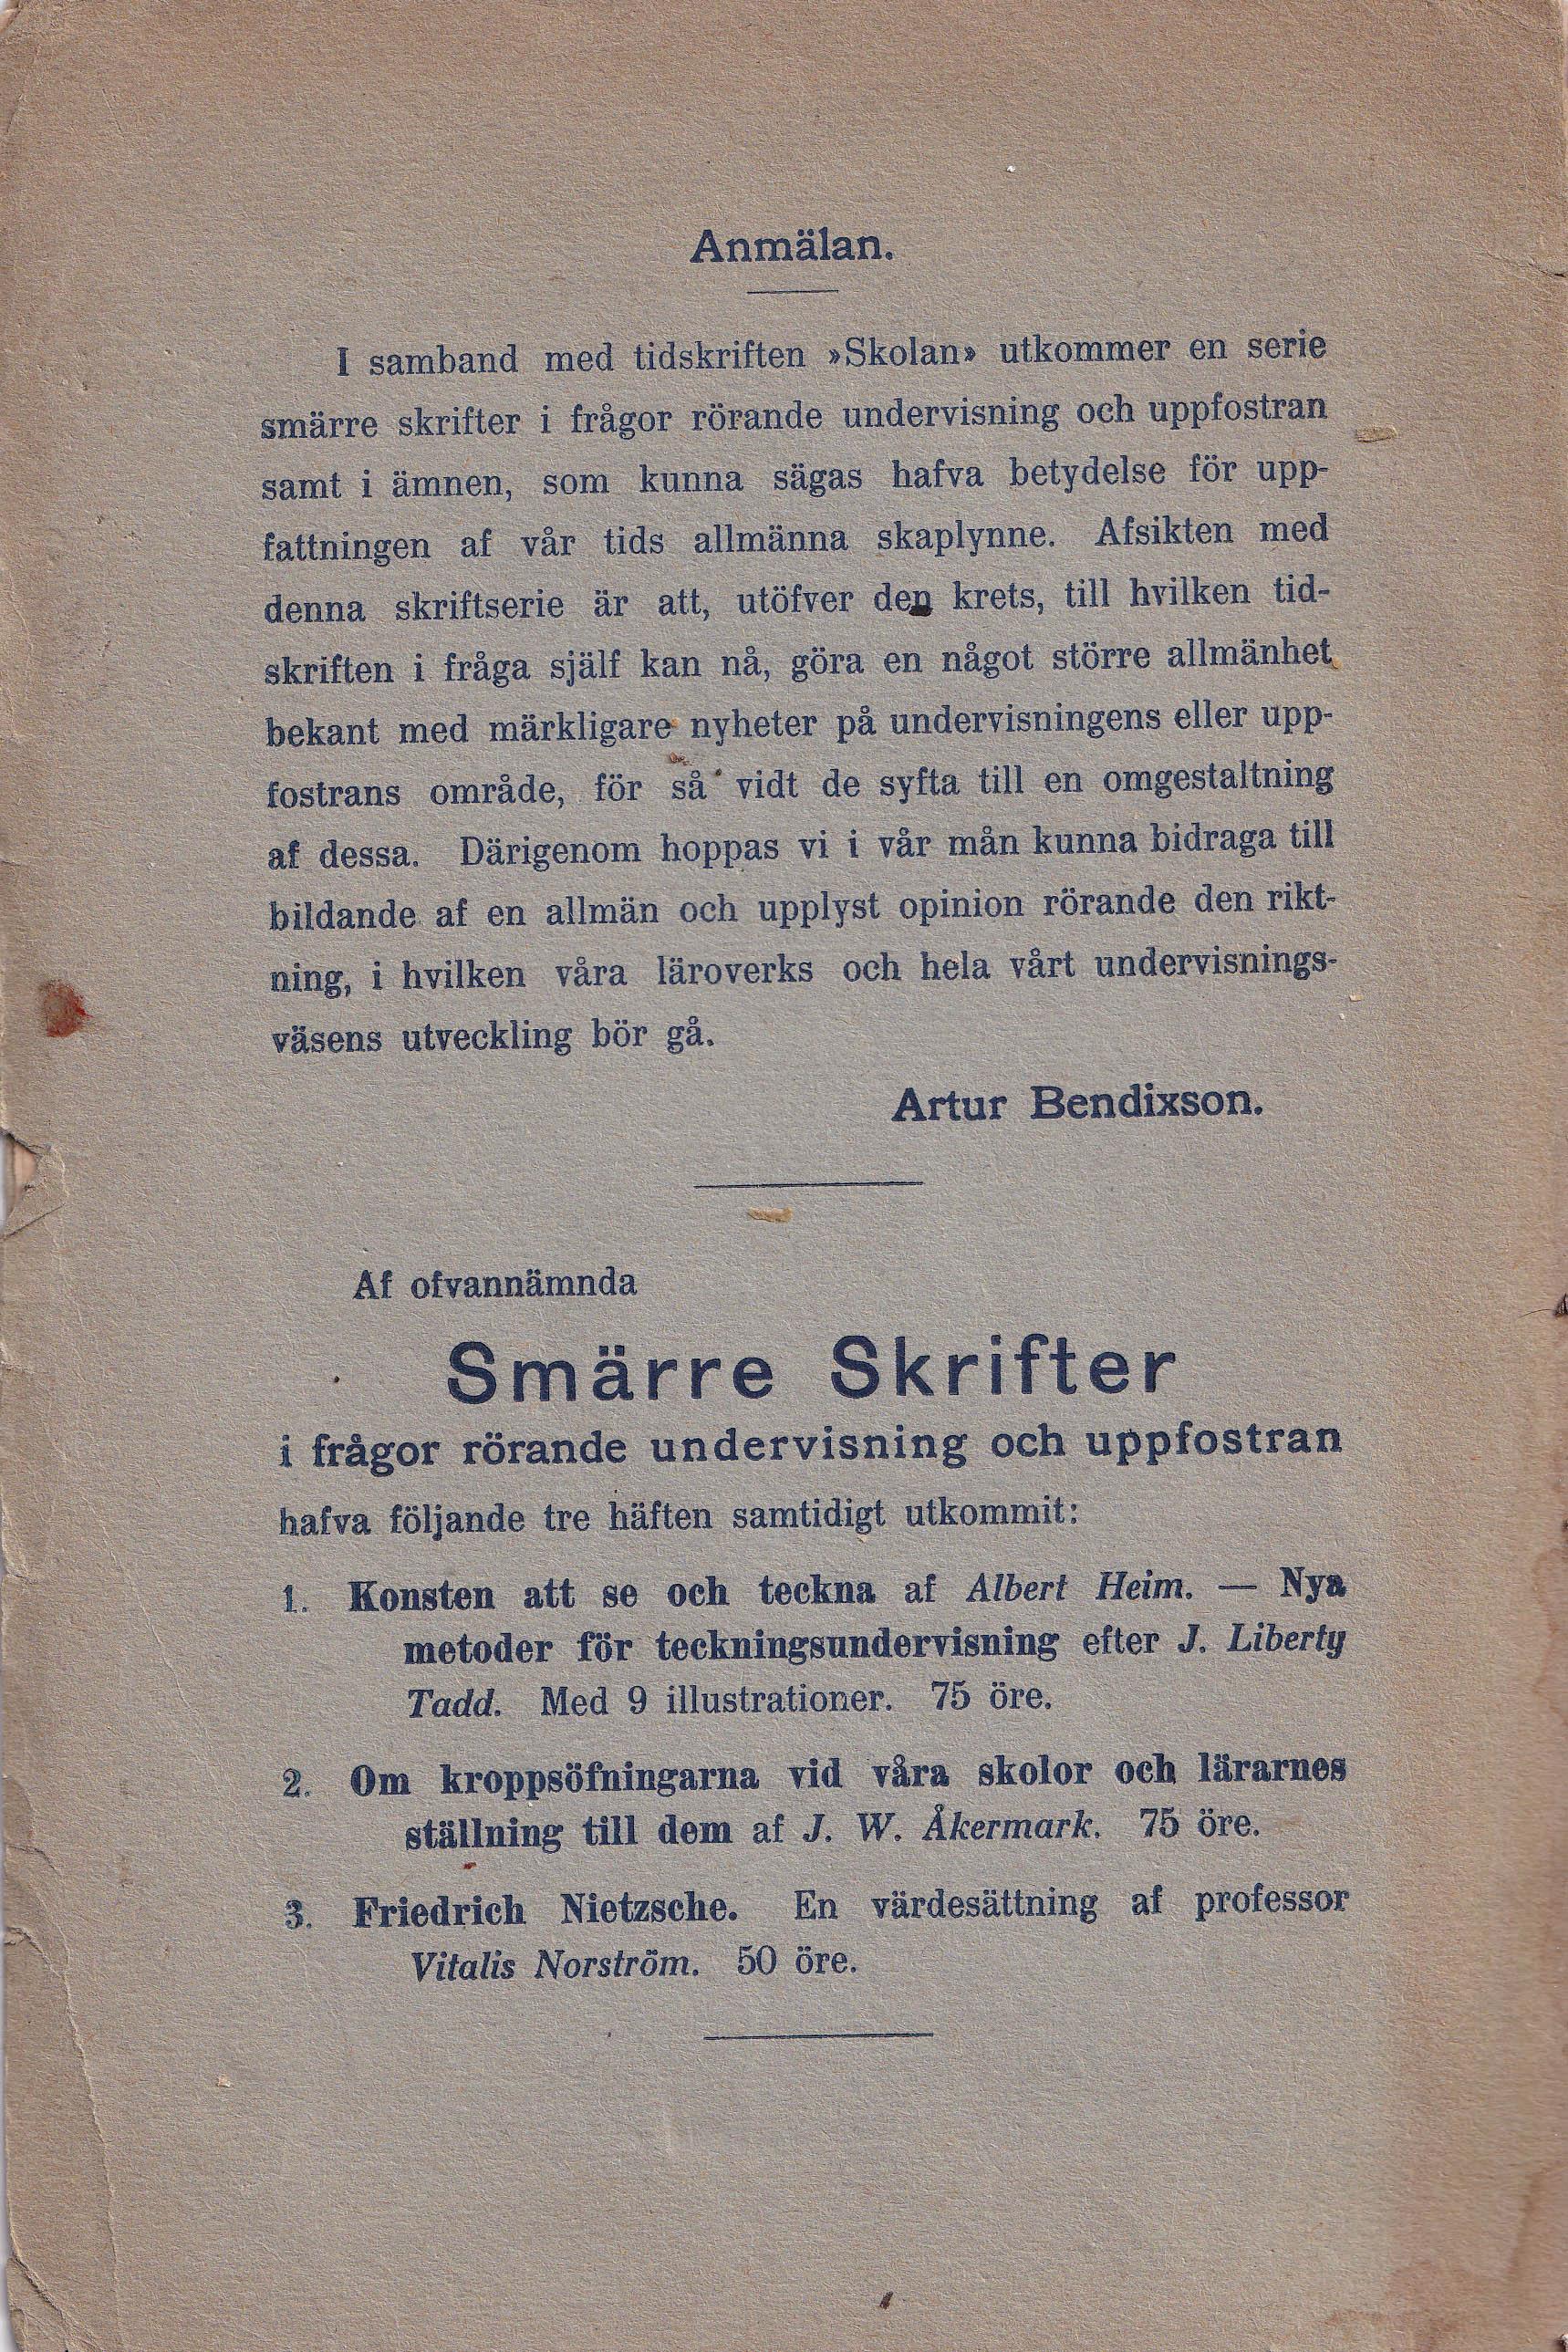 Anmälan.
I samband med tidskriften »Skolan» utkommer en serie
smärre skrifter i frågor rörande undervisning och uppfostran
samt i ämnen, som kunna sägas hafva betydelse för upp-
fattningen af vår tids allmänna skaplynne. Afsikten med
denna skriftserie är att, utöfver den krets, till hvilken tid-
skriften i fråga själf kan nå, göra en något större allmänhet
bekant med märkligare nyheter på undervisningens eller upp-
fostrans område, för så vidt de syfta till en omgestaltning
af dessa. Därigenom hoppas vi i vår mån kunna bidraga till
bildande af en allmän och upplyst opinion rörande den rikt-
ning, i hvilken våra läroverks och hela vårt undervisnings-
väsens utveckling bör gå.
Artur Bendixson.
Af ofvannämnda
Smärre Skrifter
i frågor rörande undervisning och uppfostran
hafva följande tre häften samtidigt utkommit:
1. Konsten att se och teckna af Albert Heim. — Nya
metoder för teckningsundervisning efter J. Liberty
Tadd. Med 9 illustrationer. 75 öre.
2. Om kroppsöfningarna vid våra skolor och lärarnes
ställning till dem af J. W. Åkermark. 75 öre.
3. Friedrich Nietzsche. En värdesättning af professor
Vitalis Norström. 50 öre.